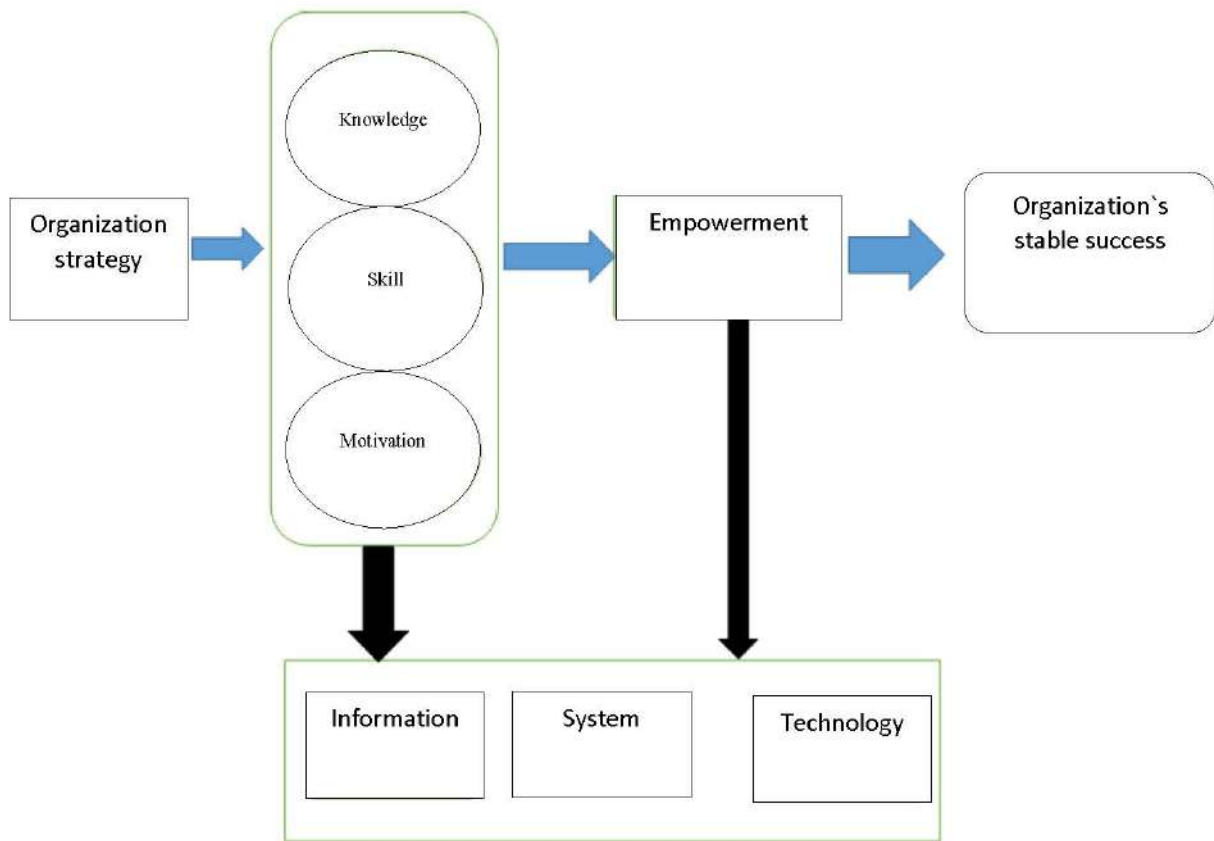 Knowledge
Organization
strategy
Skill
Motivation
Empowerment
Organization`s
stable success
Information
System
Technology